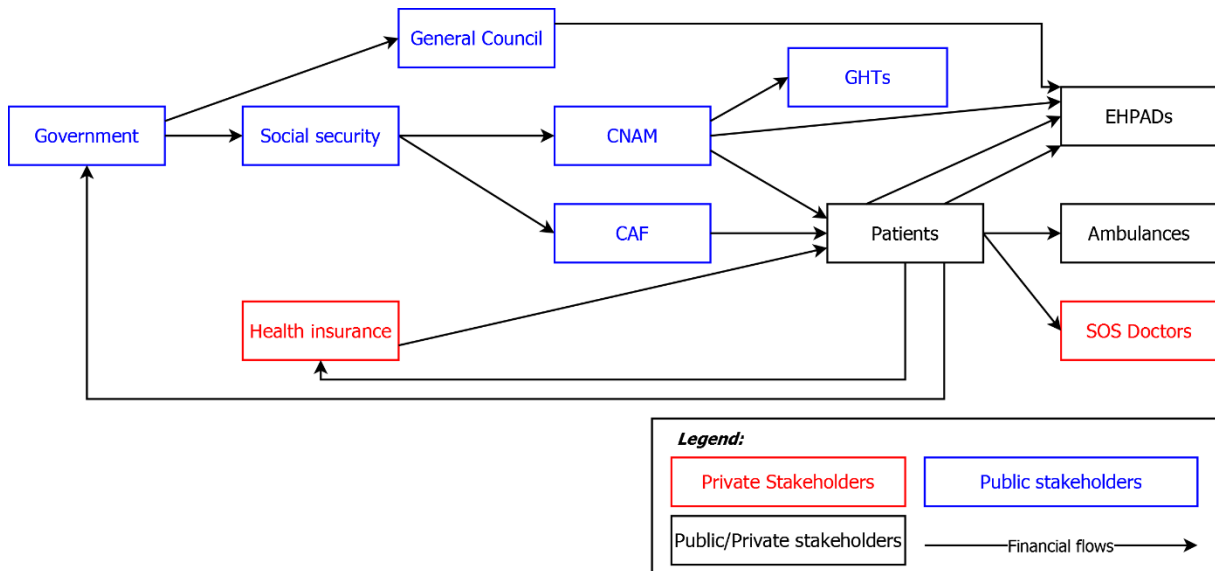 General Council
GHTs
Government
Social security
CNAM
EHPADs
CAF
Patients
Ambulances
Health insurance
SOS Doctors
Legend:
Private Stakeholders
Public stakeholders
Public/Private stakeholders
Financial flows